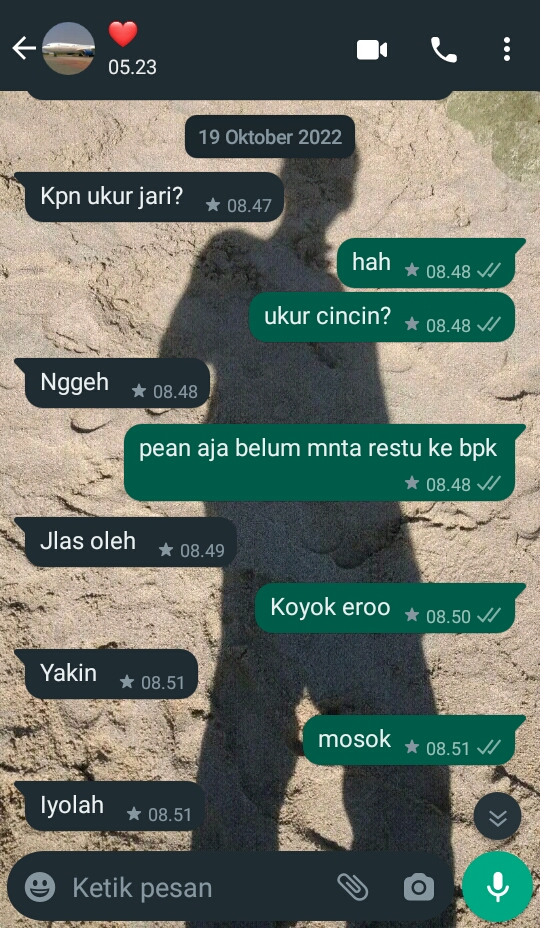 ❤️
05.23
19 Oktober 2022
Kpn ukur jari? ★ 08.47
hah ★ 08.48
ukur cincin? ★ 08.48
Nggeh ★ 08.48
pean aja belum mnta restu ke bpk
★ 08.48
Jlas oleh ★ 08.49
Koyok eroo ★ 08.50
Yakin ★ 08.51
mosok ★ 08.51
Iyolah ★ 08.51
Ketik pesan